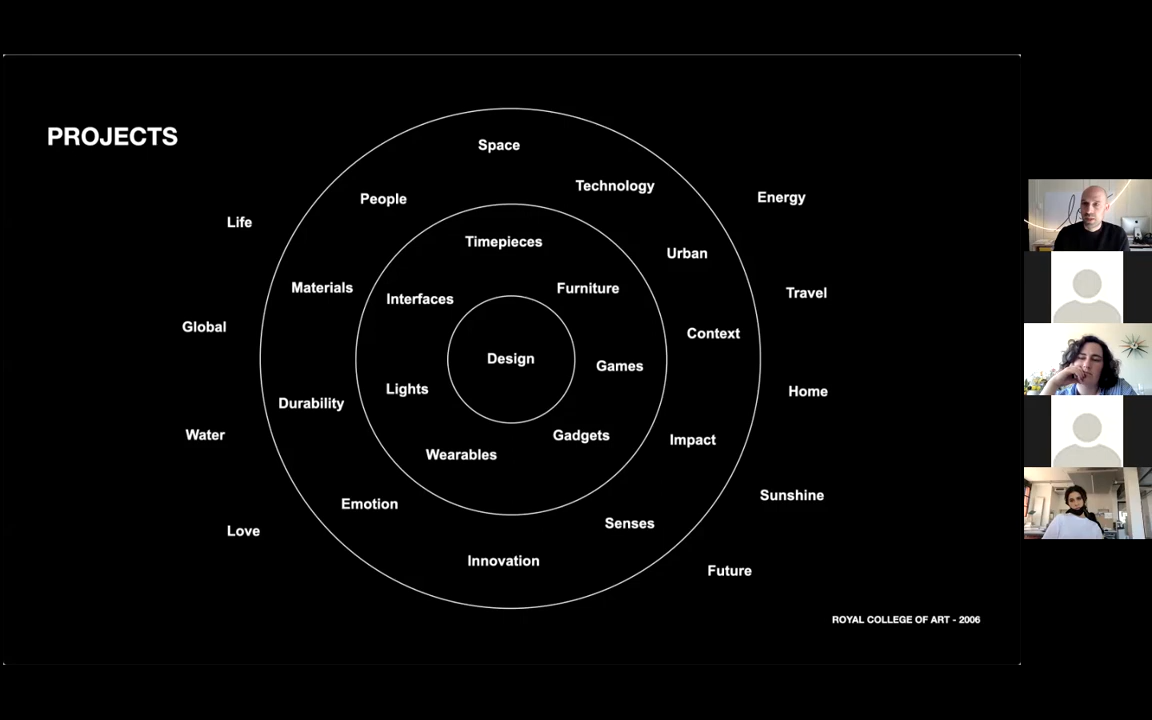 PROJECTS
Space
Technology
People
Energy
Life
Timepieces
Urban
Materials
Furniture
Travel
Interfaces
Global
Context
Design
Games
Lights
Home
Durability
Water
Gadgets
Impact
Wearables
Sunshine
Emotion
Senses
Love
Innovation
Future
ROYAL COLLEGE OF ART - 2006